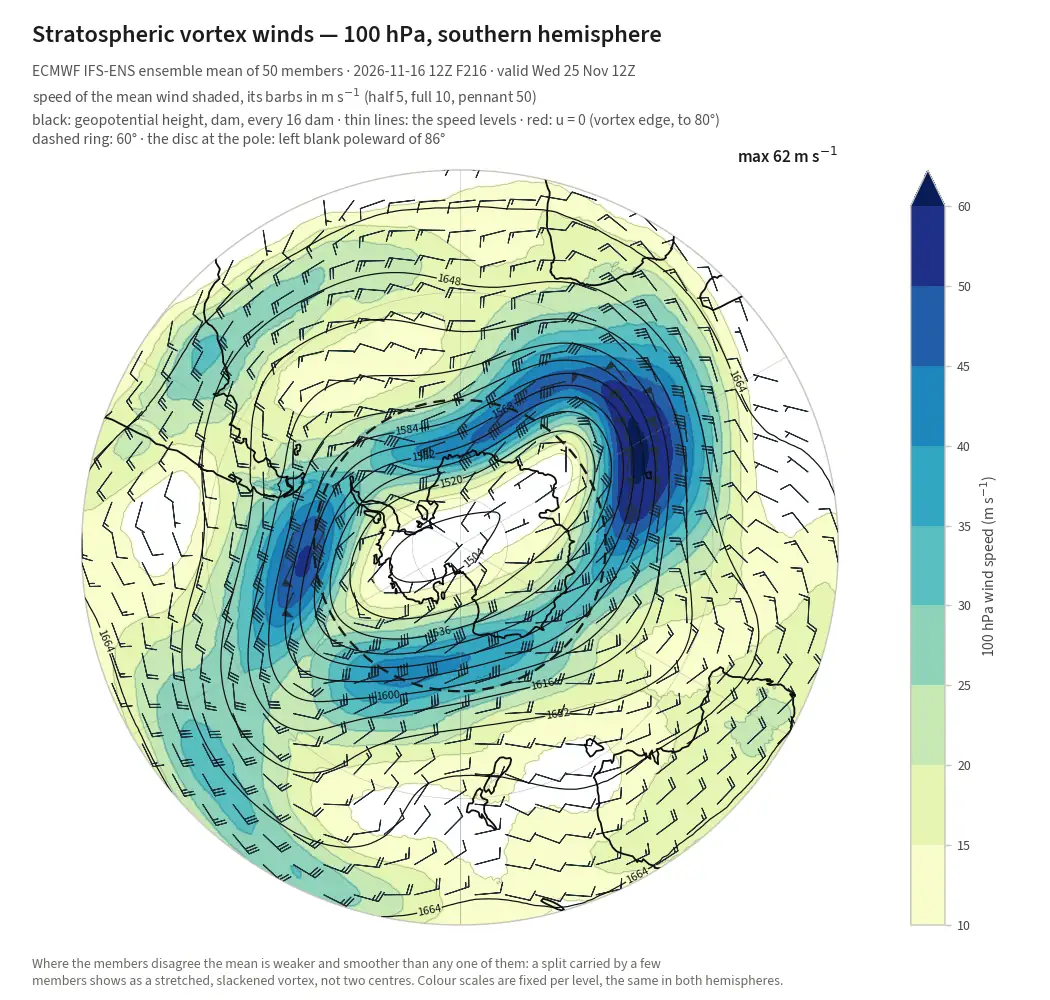 Stratospheric vortex winds — 100 hPa, southern hemisphere
ECMWF IFS-ENS ensemble mean of 50 members · 2026-11-16 12Z F216 · valid Wed 25 Nov 12Z
speed of the mean wind shaded, its barbs in m s⁻¹ (half 5, full 10, pennant 50)
black: geopotential height, dam, every 16 dam · thin lines: the speed levels · red: u = 0 (vortex edge, to 80°)
dashed ring: 60° · the disc at the pole: left blank poleward of 86°
max 62 m s⁻¹
60
50
45
40
35
30
25
20
15
10
100 hPa wind speed (m s⁻¹)
1648
1664
1568
1584
1552
1520
1504
1536
1664
1600
1616
1632
1664
1664
Where the members disagree the mean is weaker and smoother than any one of them: a split carried by a few
members shows as a stretched, slackened vortex, not two centres. Colour scales are fixed per level, the same in both hemispheres.